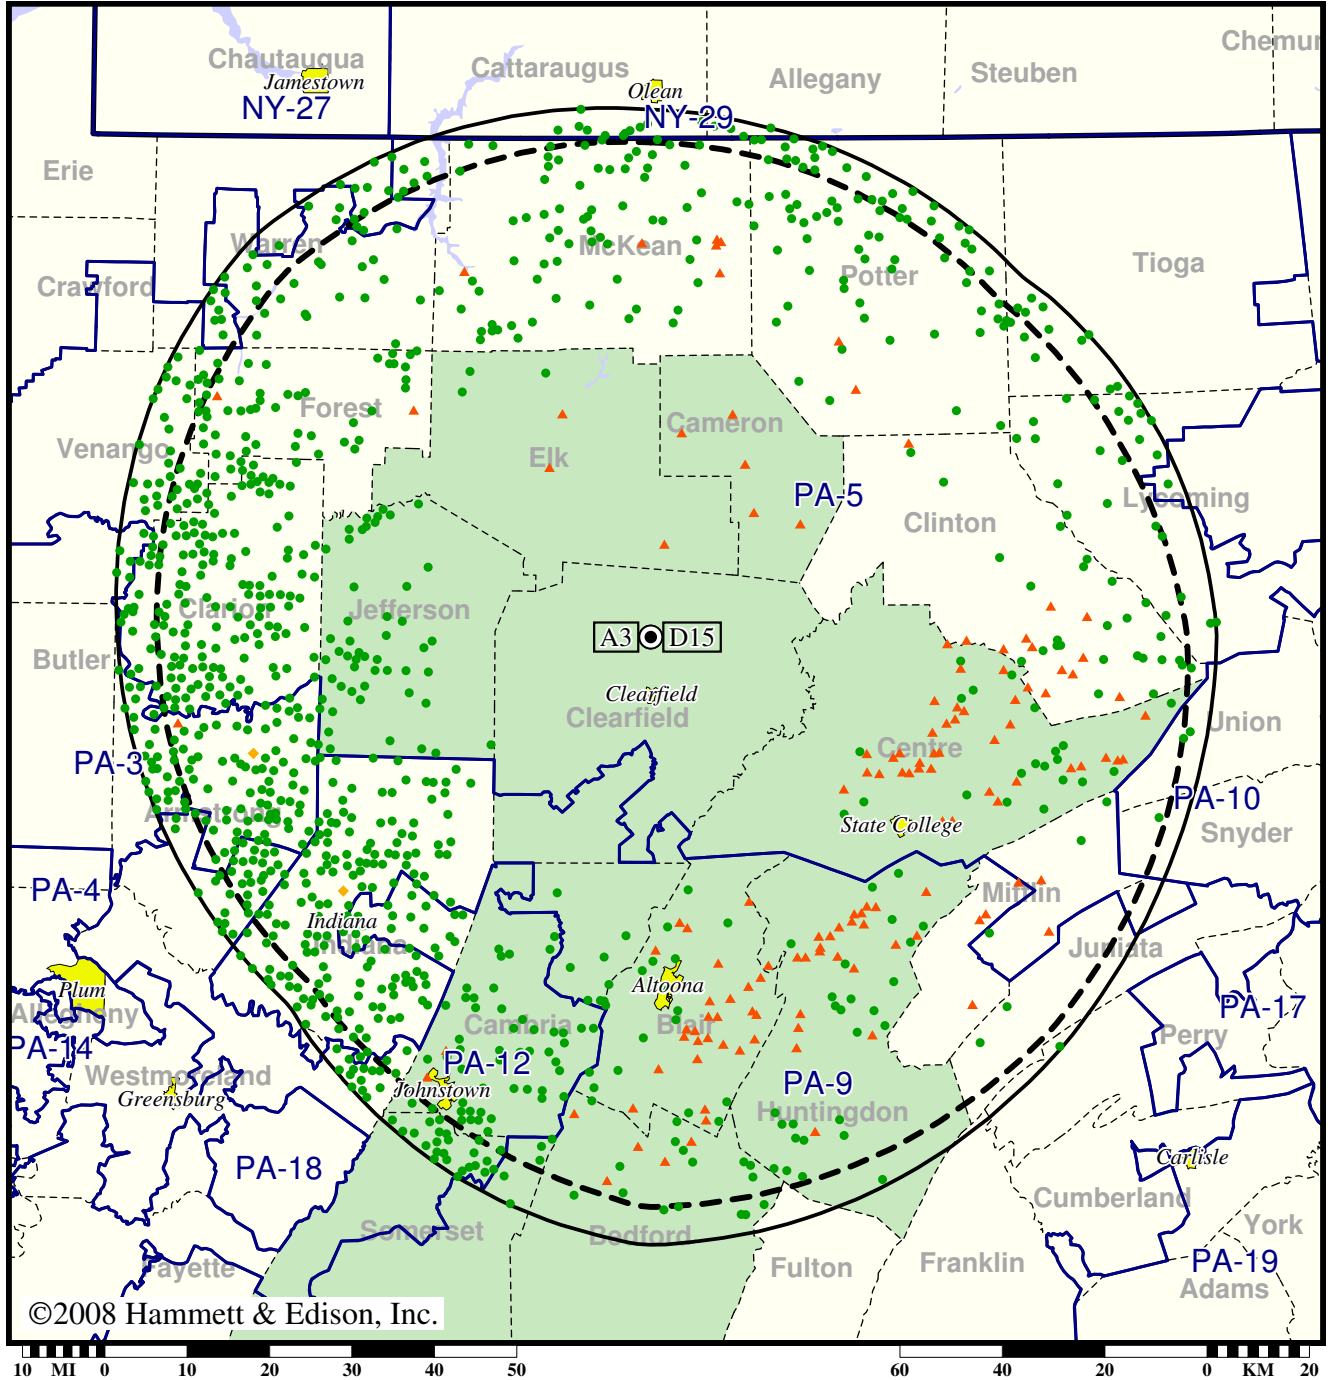 Chemun
Chautauqua
Cattaraugus
Allegany
Steuben
Jamestown
Olean
NY-27
NY-29
Erie
Warren
McKean
Potter
Tioga
Crawford
Forest
Cameron
Venango
Elk
PA-5
Lycoming
Clinton
Clarion
Jefferson
A3 D15
Butler
Clearfield
Clearfield
Union
Centre
PA-3
PA-10
Armstrong
State College
Snyder
PA-4
Mifflin
Indiana
Indiana
Juniata
Plum
Altoona
Allegheny
Cambria
Blair
PA-17
PA-14
Perry
PA-12
Westmoreland
Johnstown
PA-9
Greensburg
Huntingdon
PA-18
Carlisle
Cumberland
Somerset
Bedford
York
Fayette
Fulton
Franklin
PA-19
Adams
©2008 Hammett & Edison, Inc.
10 MI 0 10 20 30 40 50 60 40 20 0 KM 20